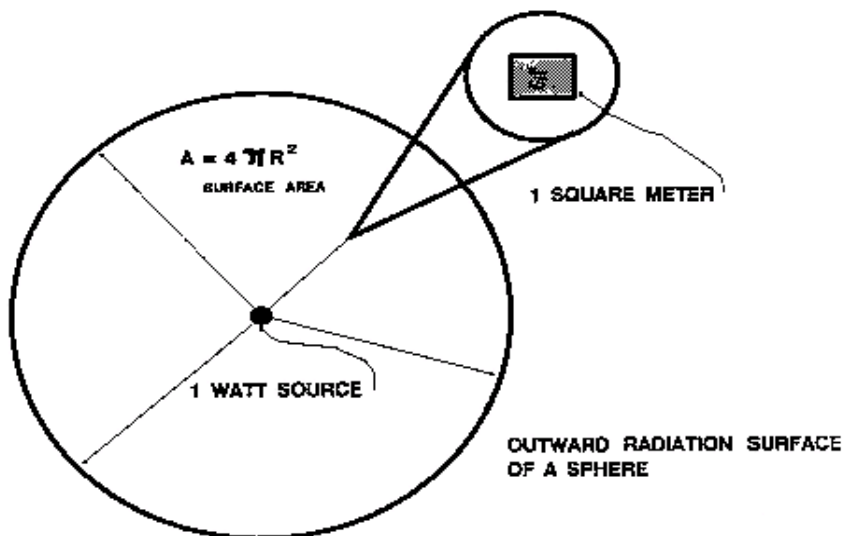 A = 4 π R²
SURFACE AREA
1 SQUARE METER
1 WATT SOURCE
OUTWARD RADIATION SURFACE
OF A SPHERE